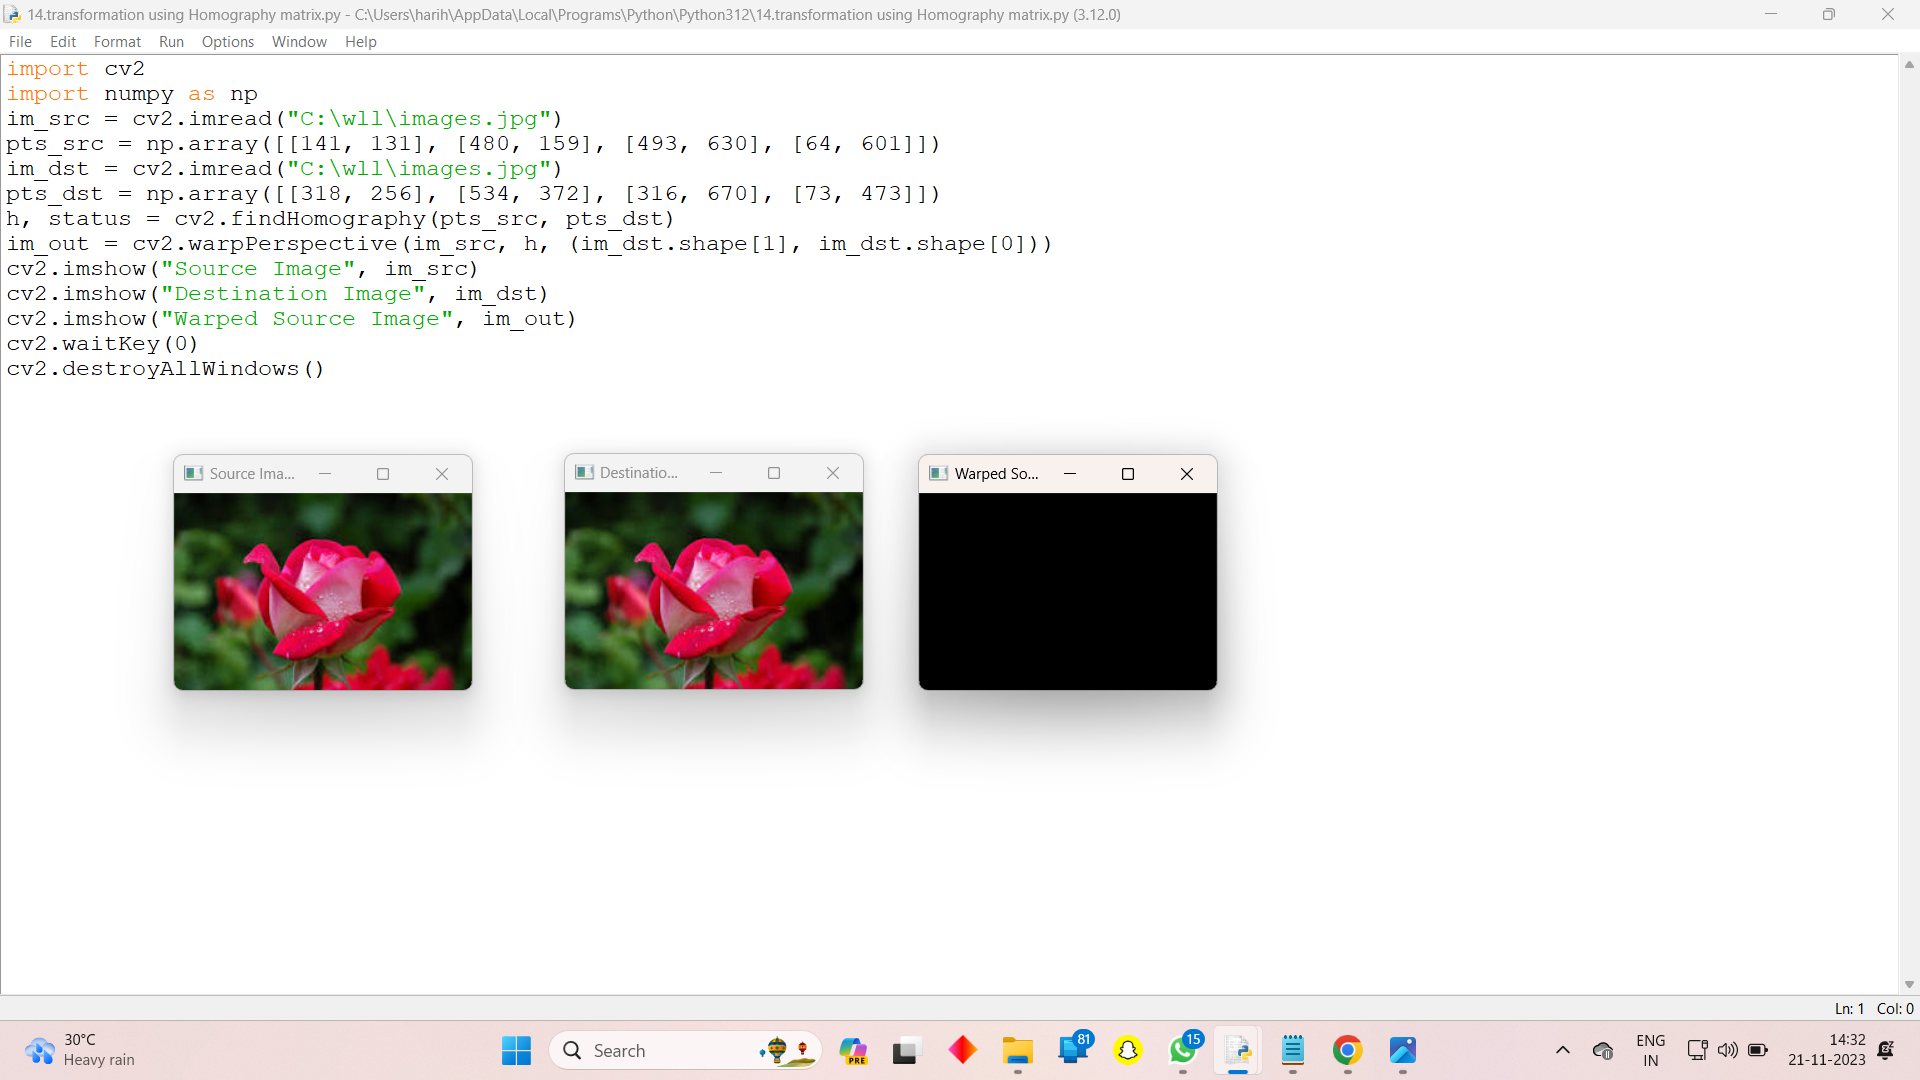 14.transformation using Homography matrix.py - C:\Users\harih\AppData\Local\Programs\Python\Python312\14.transformation using Homography matrix.py (3.12.0)
File Edit Format Run Options Window Help
import cv2
import numpy as np
im_src = cv2.imread("C:\wll\images.jpg")
pts_src = np.array([[141, 131], [480, 159], [493, 630], [64, 601]])
im_dst = cv2.imread("C:\wll\images.jpg")
pts_dst = np.array([[318, 256], [534, 372], [316, 670], [73, 473]])
h, status = cv2.findHomography(pts_src, pts_dst)
im_out = cv2.warpPerspective(im_src, h, (im_dst.shape[1], im_dst.shape[0]))
cv2.imshow("Source Image", im_src)
cv2.imshow("Destination Image", im_dst)
cv2.imshow("Warped Source Image", im_out)
cv2.waitKey(0)
cv2.destroyAllWindows()
Source Ima...
Destinatio...
Warped So...
Ln: 1 Col: 0
30°C
Heavy rain
Search
PRE
81
15
ENG
IN
14:32
21-11-2023